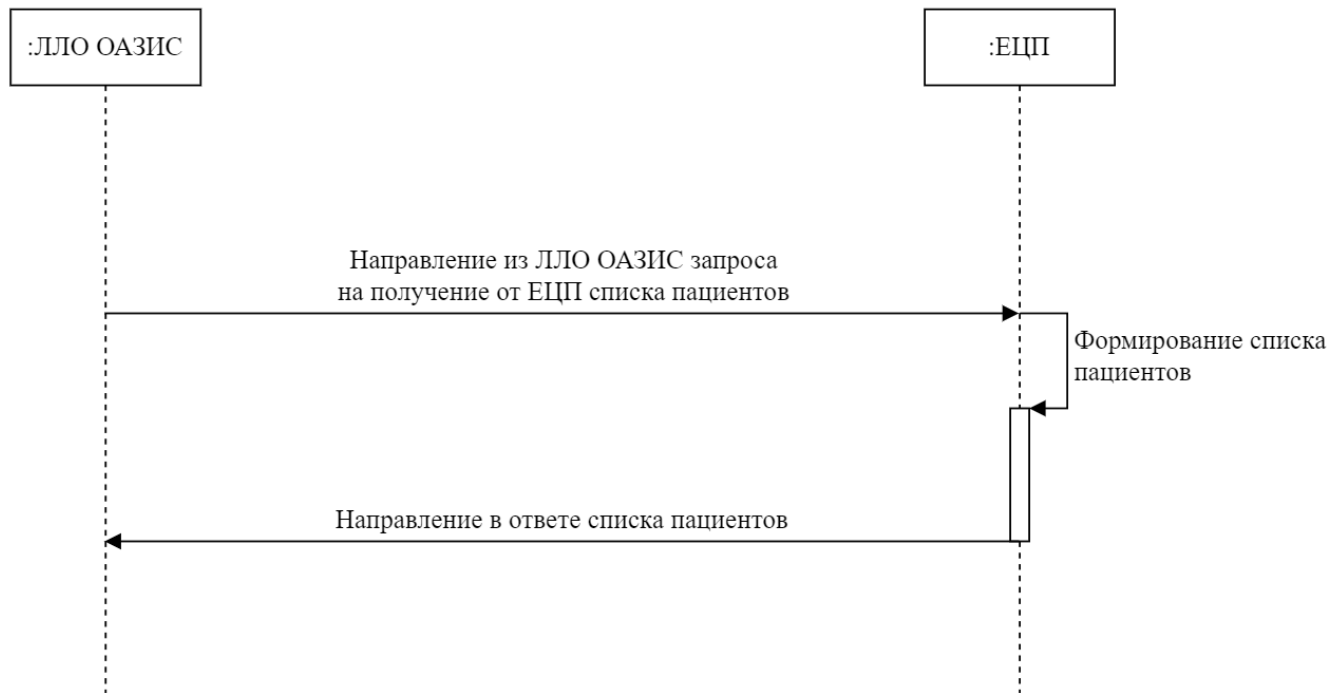 :ЛЛО ОАЗИС
:ЕЦП
Направление из ЛЛО ОАЗИС запроса
на получение от ЕЦП списка пациентов
Формирование списка
пациентов
Направление в ответе списка пациентов